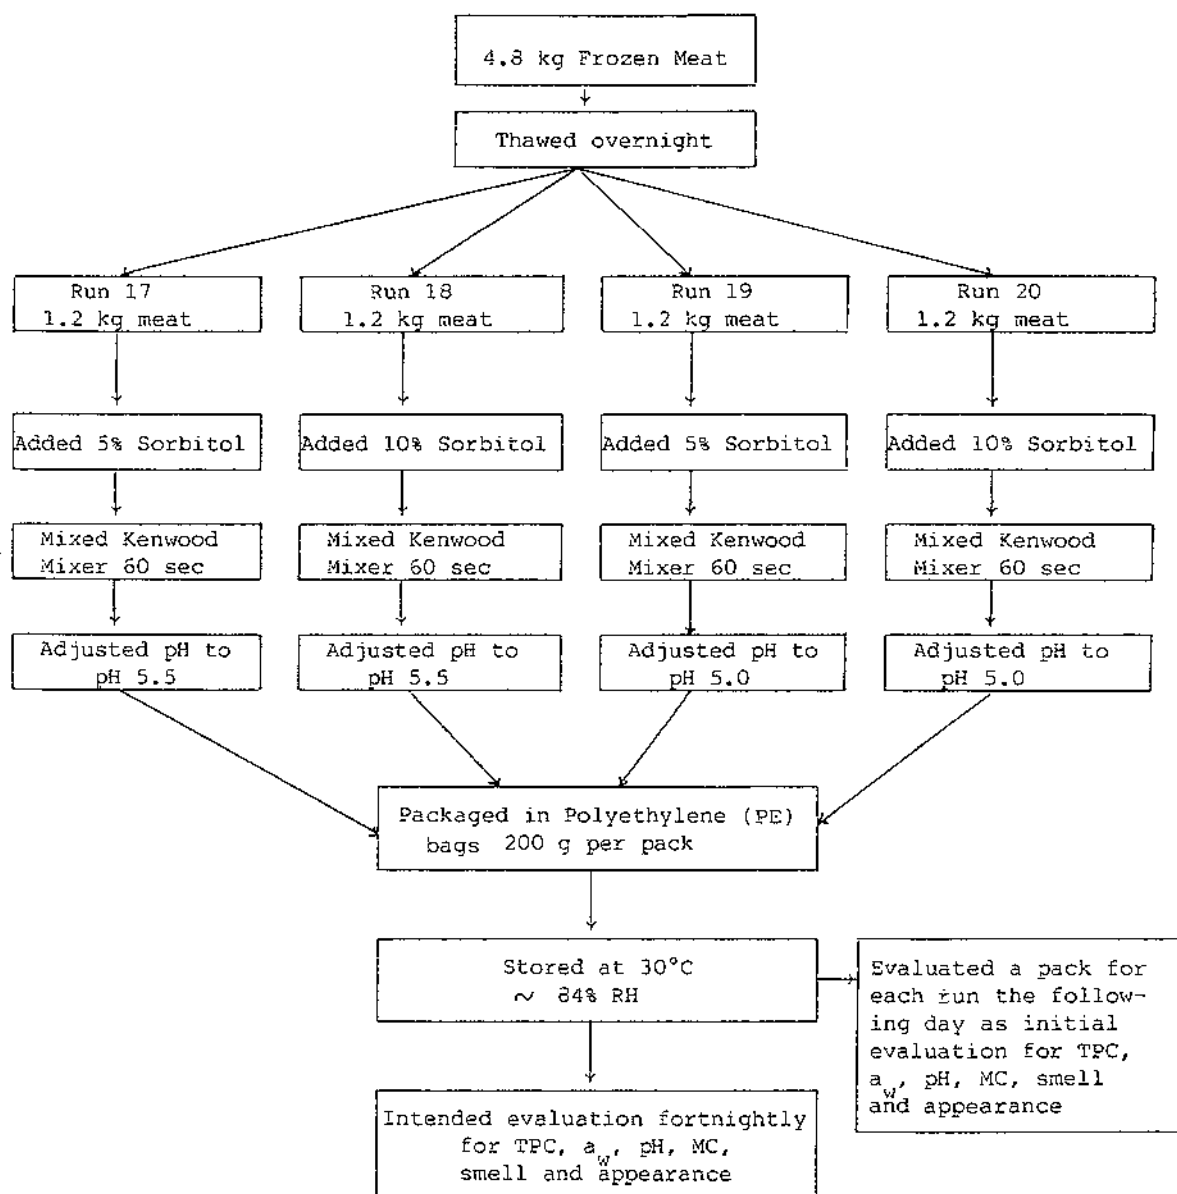 4.8 kg Frozen Meat
Thawed overnight
Run 17
1.2 kg meat
Run 18
1.2 kg meat
Run 19
1.2 kg meat
Run 20
1.2 kg meat
Added 5% Sorbitol
Added 10% Sorbitol
Added 5% Sorbitol
Added 10% Sorbitol
Mixed Kenwood
Mixer 60 sec
Mixed Kenwood
Mixer 60 sec
Mixed Kenwood
Mixer 60 sec
Mixed Kenwood
Mixer 60 sec
Adjusted pH to
pH 5.5
Adjusted pH to
pH 5.5
Adjusted pH to
pH 5.0
Adjusted pH to
pH 5.0
Packaged in Polyethylene (PE)
bags 200 g per pack
Stored at 30°C
~ 84% RH
Evaluated a pack for
each run the follow-
ing day as initial
evaluation for TPC,
a_w, pH, MC, smell
and appearance
Intended evaluation fortnightly
for TPC, a_w, pH, MC,
smell and appearance